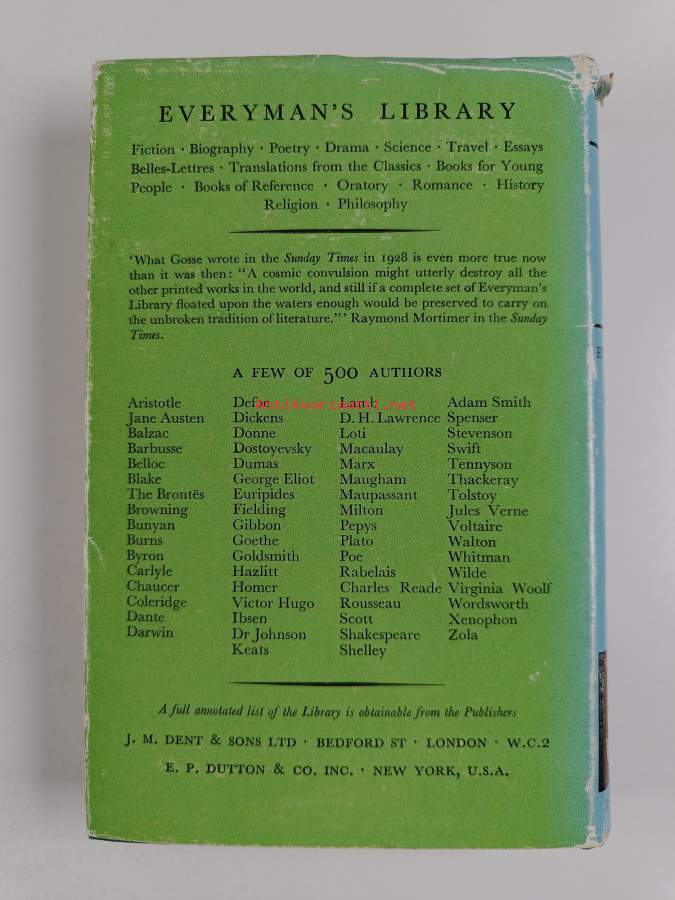 EVERYMAN'S LIBRARY
Fiction · Biography · Poetry · Drama · Science · Travel · Essays
Belles-Lettres · Translations from the Classics · Books for Young
People · Books of Reference · Oratory · Romance · History
Religion · Philosophy
'What Gosse wrote in the Sunday Times in 1928 is even more true now
than it was then: "A cosmic convulsion might utterly destroy all the
other printed works in the world, and still if a complete set of Everyman's
Library floated upon the waters enough would be preserved to carry on
the unbroken tradition of literature."' Raymond Mortimer in the Sunday
Times.
A FEW OF 500 AUTHORS
Aristotle
Jane Austen
Balzac
Barbusse
Belloc
Blake
The Brontës
Browning
Bunyan
Burns
Byron
Carlyle
Chaucer
Coleridge
Dante
Darwin
Defoe
Dickens
Donne
Dostoyevsky
Dumas
George Eliot
Euripides
Fielding
Gibbon
Goethe
Goldsmith
Hazlitt
Homer
Victor Hugo
Ibsen
Dr Johnson
Keats
Lamb
D. H. Lawrence
Loti
Macaulay
Marx
Maugham
Maupassant
Milton
Pepys
Plato
Poe
Rabelais
Charles Reade
Rousseau
Scott
Shakespeare
Shelley
Adam Smith
Spenser
Stevenson
Swift
Tennyson
Thackeray
Tolstoy
Jules Verne
Voltaire
Walton
Whitman
Wilde
Virginia Woolf
Wordsworth
Xenophon
Zola
A full annotated list of the Library is obtainable from the Publishers
J. M. DENT & SONS LTD · BEDFORD ST · LONDON · W.C.2
E. P. DUTTON & CO. INC. · NEW YORK, U.S.A.